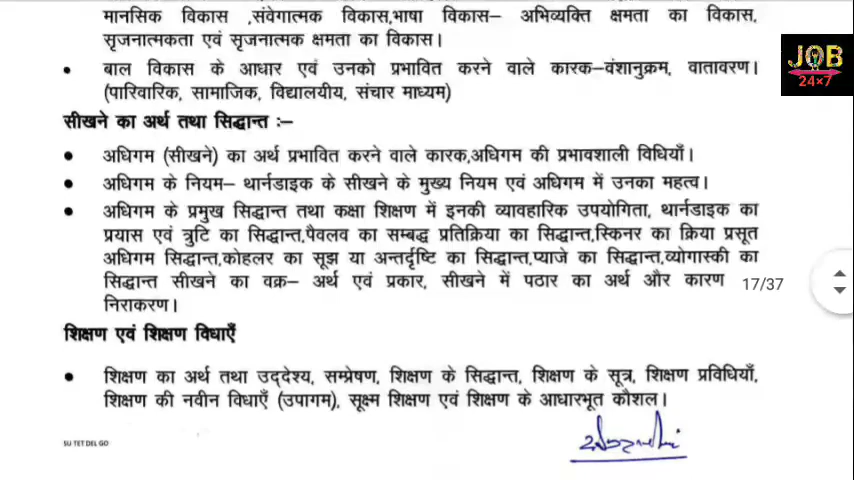 मानसिक विकास ,संवेगात्मक विकास,भाषा विकास– अभिव्यक्ति क्षमता का विकास,
सृजनात्मकता एवं सृजनात्मक क्षमता का विकास।
• बाल विकास के आधार एवं उनको प्रभावित करने वाले कारक–वंशानुक्रम, वातावरण।
(पारिवारिक, सामाजिक, विद्यालयीय, संचार माध्यम)
JOB
24×7
सीखने का अर्थ तथा सिद्धान्त :–
• अधिगम (सीखने) का अर्थ प्रभावित करने वाले कारक,अधिगम की प्रभावशाली विधियाँ।
• अधिगम के नियम– थार्नडाइक के सीखने के मुख्य नियम एवं अधिगम में उनका महत्व।
• अधिगम के प्रमुख सिद्धान्त तथा कक्षा शिक्षण में इनकी व्यावहारिक उपयोगिता, थार्नडाइक का
प्रयास एवं त्रुटि का सिद्धान्त,पैवलव का सम्बद्ध प्रतिक्रिया का सिद्धान्त,स्किनर का क्रिया प्रसूत
अधिगम सिद्धान्त,कोहलर का सूझ या अन्तर्दृष्टि का सिद्धान्त,प्याजे का सिद्धान्त,व्योगास्की का
सिद्धान्त सीखने का वक्र– अर्थ एवं प्रकार, सीखने में पठार का अर्थ और कारण
निराकरण।
17/37
शिक्षण एवं शिक्षण विधाएँ
• शिक्षण का अर्थ तथा उद्देश्य, सम्प्रेषण, शिक्षण के सिद्धान्त, शिक्षण के सूत्र, शिक्षण प्रविधियाँ,
शिक्षण की नवीन विधाएँ (उपागम), सूक्ष्म शिक्षण एवं शिक्षण के आधारभूत कौशल।
SU TET DEL GO